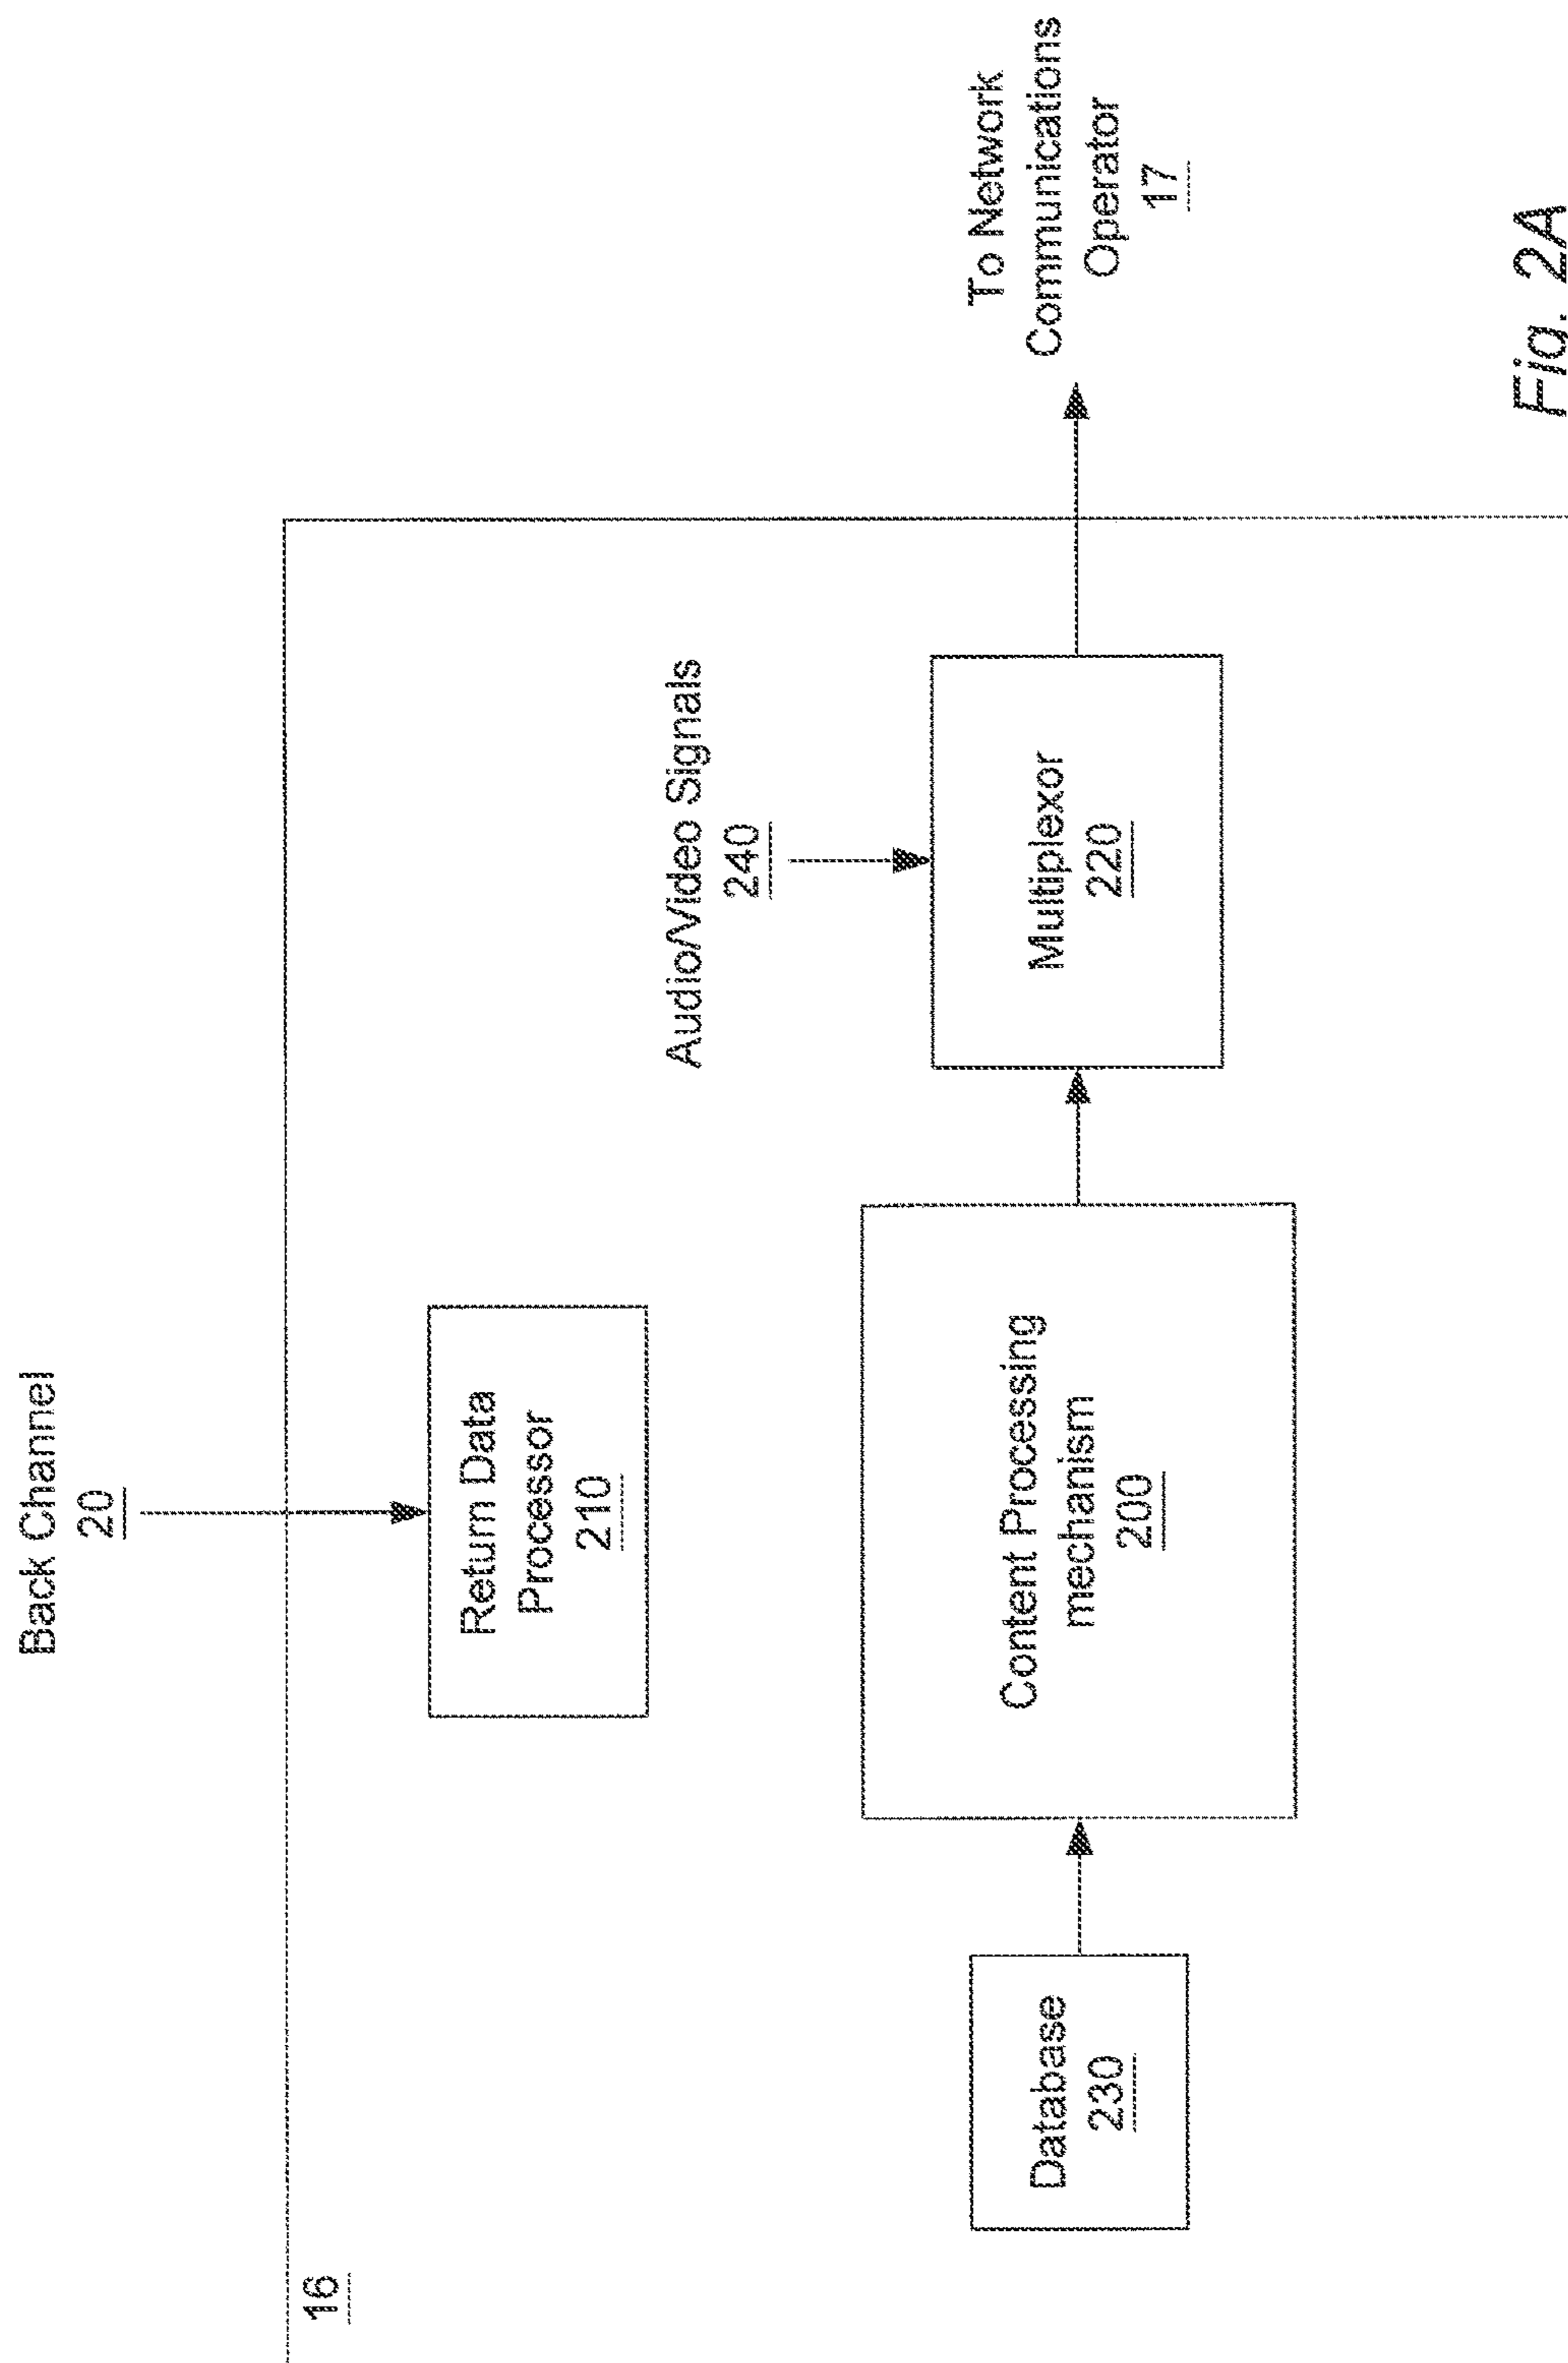 Back Channel
20
16
Return Data
Processor
210
Audio/Video Signals
240
To Network
Communications
Operator
17
Database
230
Content Processing
mechanism
200
Multiplexor
220
Fig. 2A